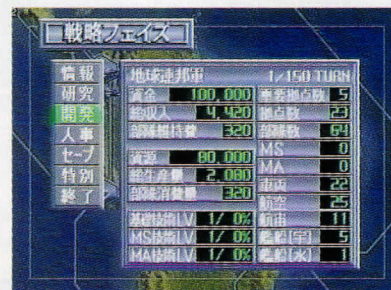 戦略フェイズ
情報
研究
開発
人事
セーブ
特別
終了
地球連邦軍 1/150 TURN
資金 100,000
総収入 4,420
部隊維持費 320
資源 80,000
総生産量 2,080
部隊消費量 320
基礎技術LV 1/ 0%
MS技術LV 1/ 0%
MA技術LV 1/ 0%
重要拠点数 5
拠点数 23
部隊数 64
MS 0
MA 0
車両 22
航空 25
航宙 11
艦船[宇] 5
艦船[水] 1